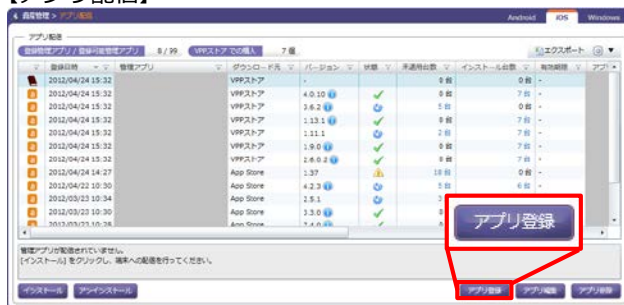 資産管理 > アプリ配信
Android iOS Windows
アプリ配信
登録管理アプリ / 登録可能管理アプリ 8 / 99 VPPストアでの購入 7 個 エクスポート
登録日時 管理アプリ ダウンロード元 バージョン 状態 未適用台数 インストール台数 有効期限 アプリ
2012/04/24 15:32 VPPストア - 0 台 0 台 -
2012/04/24 15:32 VPPストア 4.0.10 0 台 7 台 -
2012/04/24 15:32 VPPストア 3.6.2 5 台 0 台 -
2012/04/24 15:32 VPPストア 1.13.1 0 台 7 台 -
2012/04/24 15:32 VPPストア 1.11.1 2 台 7 台 -
2012/04/24 15:32 VPPストア 1.9.0 0 台 7 台 -
2012/04/24 15:32 VPPストア 2.6.0.2 0 台 7 台 -
2012/04/24 14:27 App Store 1.37 18 台 0 台 -
2012/04/22 10:30 App Store 4.2.3 5 台 6 台 -
2012/03/23 10:34 App Store 2.5.1
2012/03/23 10:30 App Store 3.3.0
2012/03/23 10:28 App Store
アプリ登録
管理アプリが配信されていません。
[インストール] をクリックし、端末への配信を行ってください。
インストール アンインストール アプリ登録 アプリ編集 アプリ削除